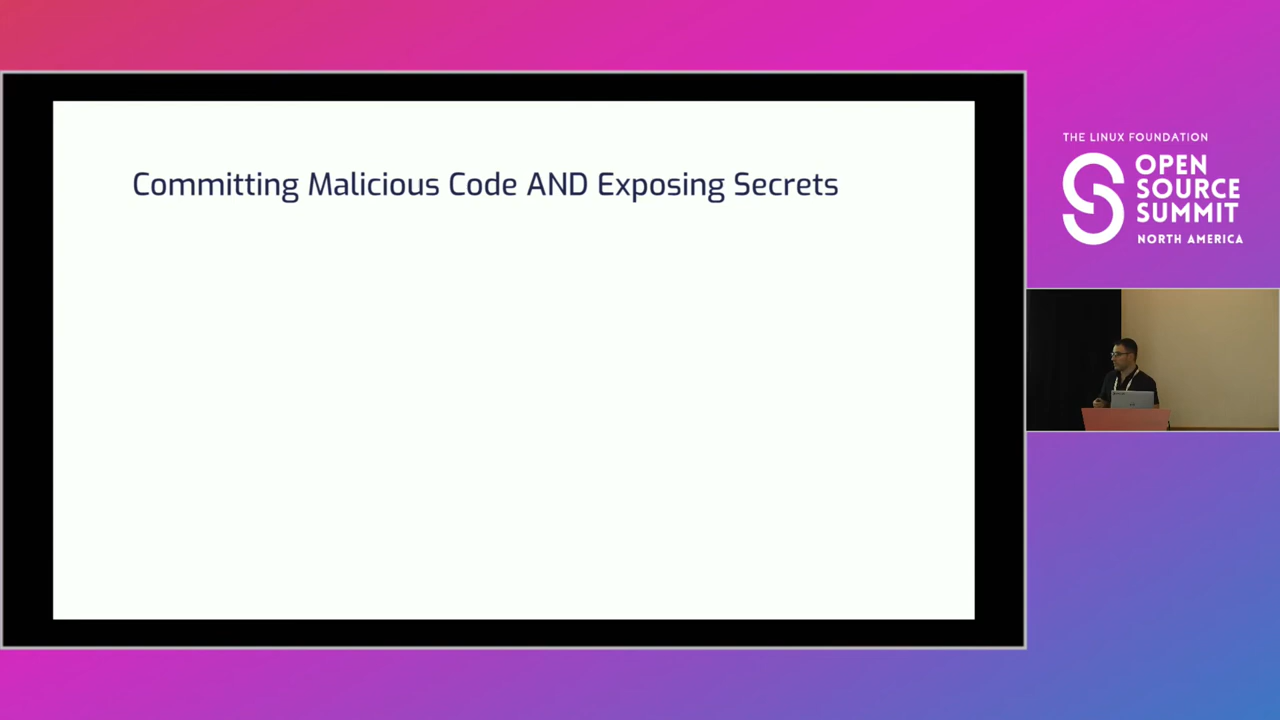 Committing Malicious Code AND Exposing Secrets
THE LINUX FOUNDATION
OPEN
SOURCE
SUMMIT
NORTH AMERICA